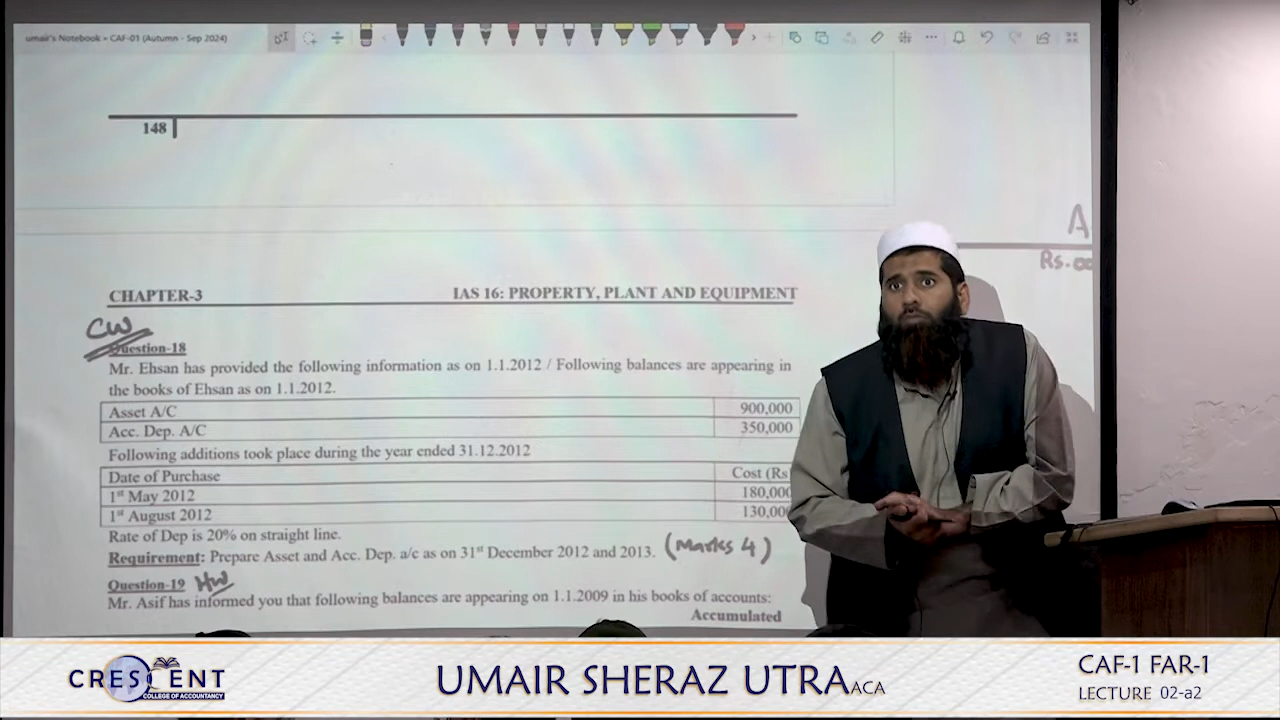 umair's Notebook » CAF-01 (Autumn - Sep 2024)
148
A
Rs.00
CHAPTER-3 IAS 16: PROPERTY, PLANT AND EQUIPMENT
CW
Question-18
Mr. Ehsan has provided the following information as on 1.1.2012 / Following balances are appearing in
the books of Ehsan as on 1.1.2012.
Asset A/C 900,000
Acc. Dep. A/C 350,000
Following additions took place during the year ended 31.12.2012
Date of Purchase Cost (Rs
1st May 2012 180,000
1st August 2012 130,000
Rate of Dep is 20% on straight line.
Requirement: Prepare Asset and Acc. Dep. a/c as on 31st December 2012 and 2013. (Marks 4)
Question-19 HW
Mr. Asif has informed you that following balances are appearing on 1.1.2009 in his books of accounts:
Accumulated
CRESCENT
COLLEGE OF ACCOUNTANCY
UMAIR SHERAZ UTRA ACA
CAF-1 FAR-1
LECTURE 02-a2